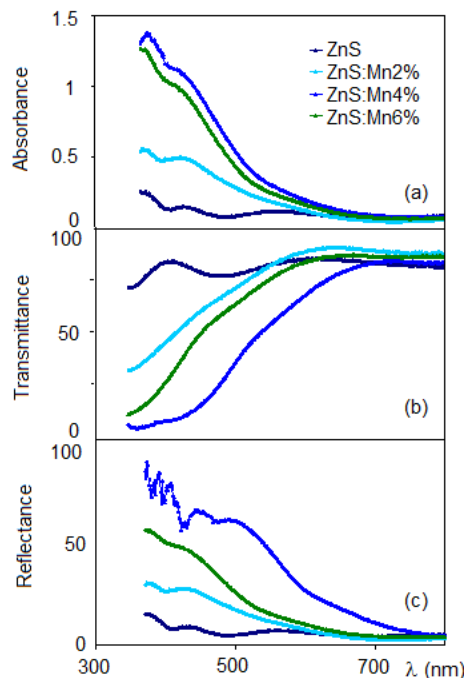 1.5
1
0.5
0
Absorbance
ZnS
ZnS:Mn2%
ZnS:Mn4%
ZnS:Mn6%
(a)
100
50
0
Transmittance
(b)
100
50
0
Reflectance
(c)
300 500 700 λ (nm)